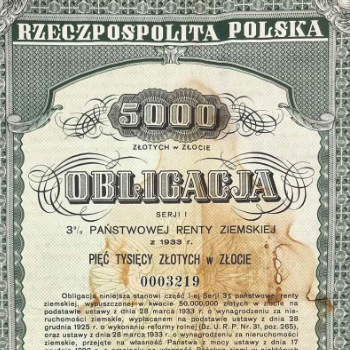 RZECZPOSPOLITA POLSKA
5000
ZŁOTYCH w ZŁOCIE
OBLIGACJA
SERJI I
3% PAŃSTWOWEJ RENTY ZIEMSKIEJ
z 1933 r.
PIĘĆ TYSIĘCY ZŁOTYCH w ZŁOCIE
0003219
Obligacja niniejsza stanowi część I-ej Serji 3% państwowej renty
ziemskiej, wypuszczonej w kwocie 50.000.000 złotych w złocie na
podstawie ustawy z dnia 28 marca 1933 r. o wynagrodzeniu za nie-
ruchomości ziemskie, wypłacanem na podstawie ustawy z dnia 28
grudnia 1925 r. o wykonaniu reformy rolnej (Dz. U. R. P. Nr. 31, poz. 265),
oraz ustawy z dnia 28 marca 1933 r. o wynagrodzeniu za nieruchomości
ziemskie, przejęte na własność Państwa z mocy ustawy z dnia 17